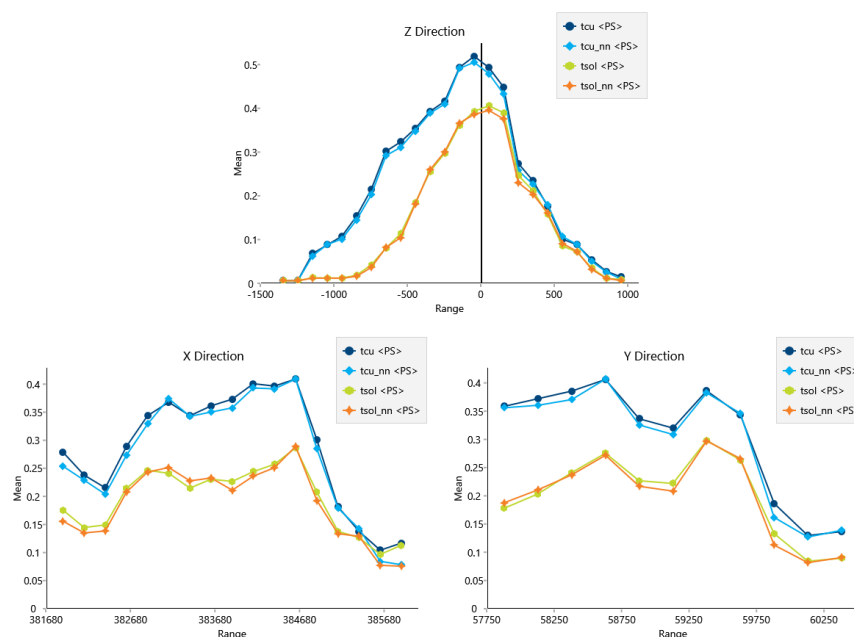 Z Direction
tcu <PS>
tcu_nn <PS>
tsol <PS>
tsol_nn <PS>
Mean
0.5
0.4
0.3
0.2
0.1
0
-1500
-1000
-500
0
500
1000
Range
X Direction
tcu <PS>
tcu_nn <PS>
tsol <PS>
tsol_nn <PS>
Mean
0.4
0.35
0.3
0.25
0.2
0.15
0.1
0.05
0
381680
382680
383680
384680
385680
Range
Y Direction
tcu <PS>
tcu_nn <PS>
tsol <PS>
tsol_nn <PS>
Mean
0.4
0.35
0.3
0.25
0.2
0.15
0.1
0.05
0
57750
58250
58750
59250
59750
60250
Range